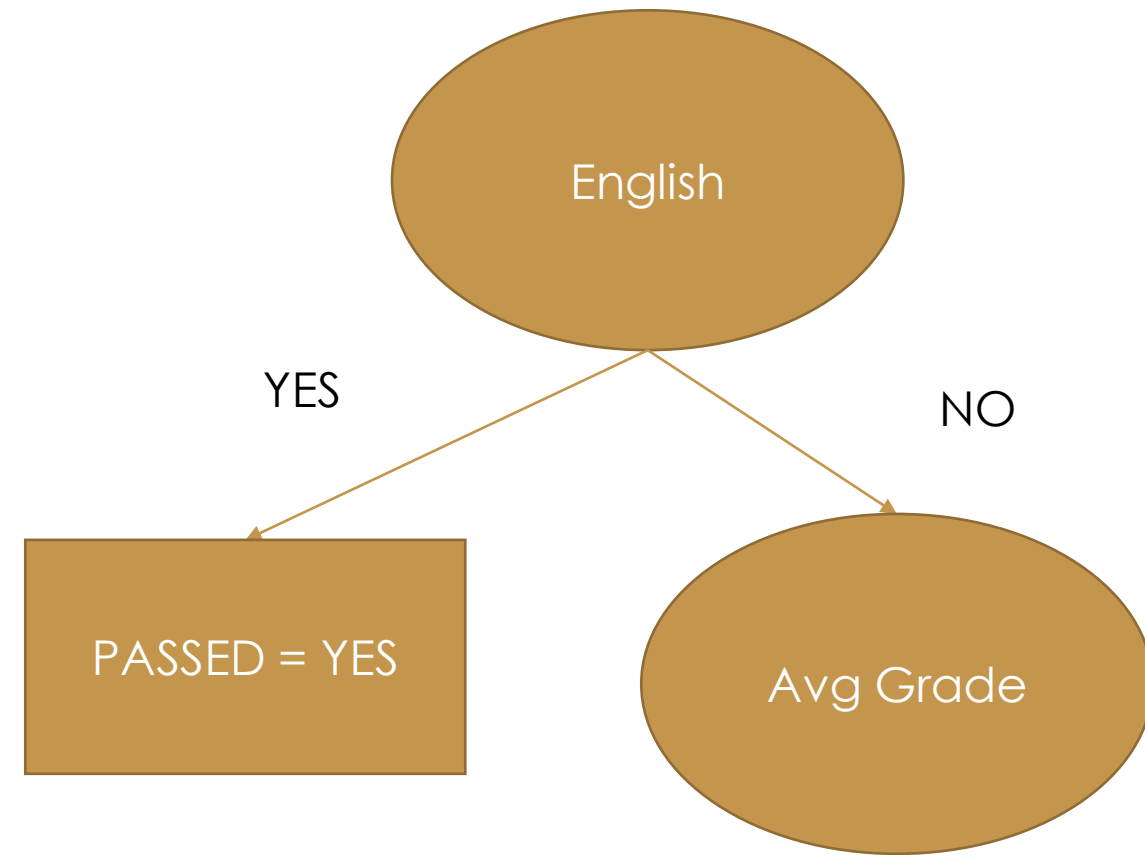 English
YES
NO
PASSED = YES
Avg Grade